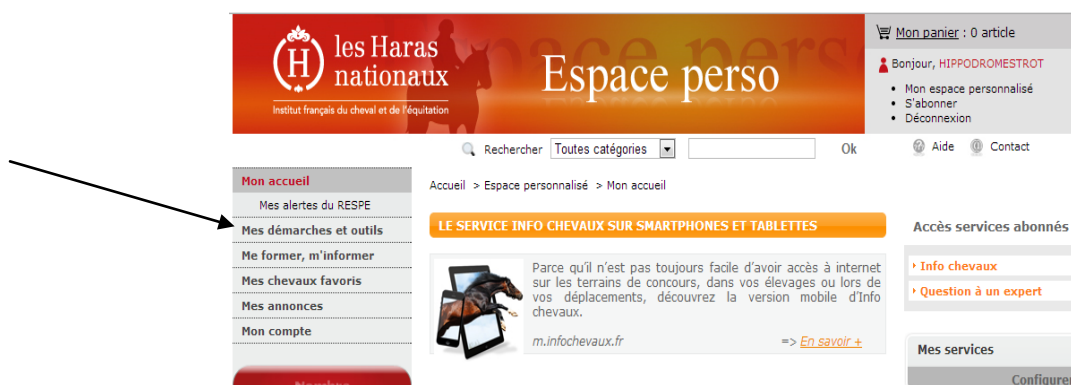 les Haras
nationaux
Institut français du cheval et de l'équitation
Espace perso
Mon panier : 0 article
Bonjour, HIPPODROMESTROT
• Mon espace personnalisé
• S'abonner
• Déconnexion
Rechercher Toutes catégories Ok
Aide Contact
Mon accueil
Mes alertes du RESPE
Mes démarches et outils
Me former, m'informer
Mes chevaux favoris
Mes annonces
Mon compte
Accueil > Espace personnalisé > Mon accueil
LE SERVICE INFO CHEVAUX SUR SMARTPHONES ET TABLETTES
Parce qu'il n'est pas toujours facile d'avoir accès à internet
sur les terrains de concours, dans vos élevages ou lors de
vos déplacements, découvrez la version mobile d'Info
chevaux.
m.infochevaux.fr => En savoir +
Accès services abonnés
Info chevaux
Question à un expert
Mes services
Configurer